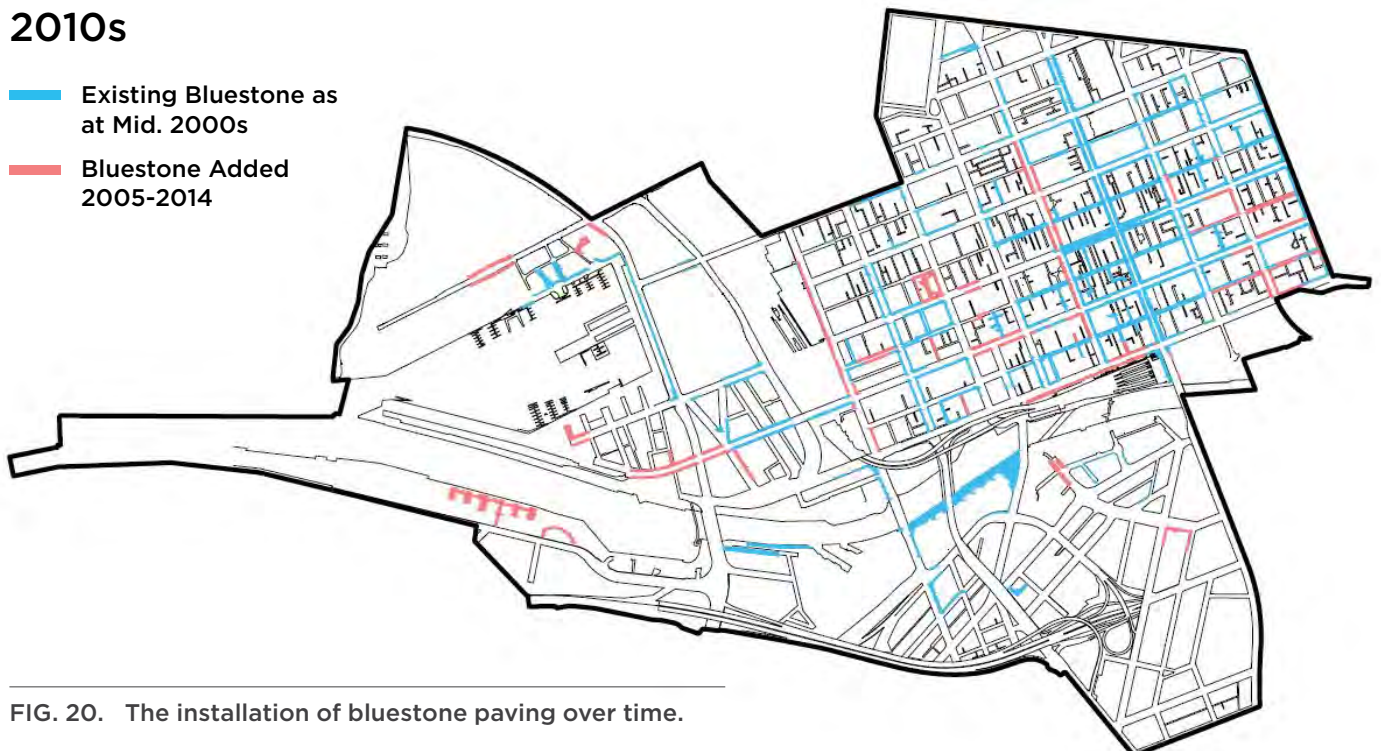 2010s
Existing Bluestone as
at Mid. 2000s
Bluestone Added
2005-2014
FIG. 20. The installation of bluestone paving over time.